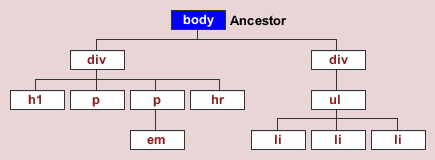 body Ancestor
div div
h1 p p hr ul
em li li li